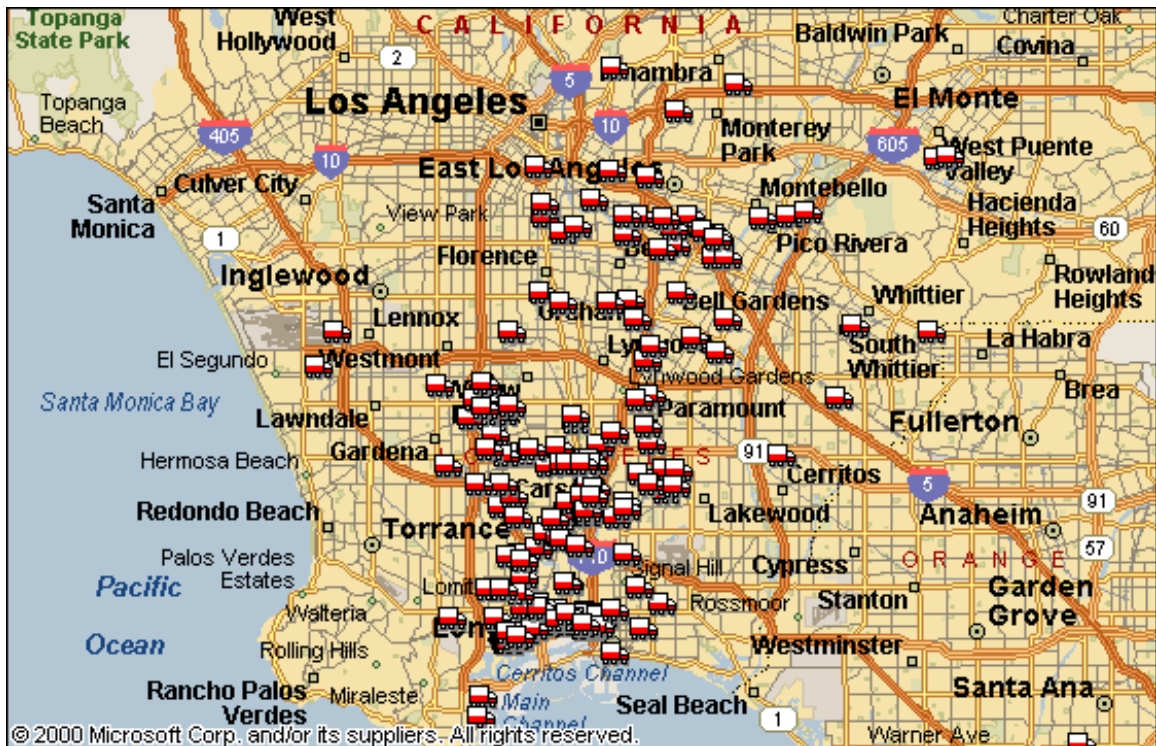 Topanga
State Park
West
Hollywood
2
CALIFORNIA
5
Baldwin Park
Charter Oak
Covina
Topanga
Beach
Los Angeles
10
El Monte
405
10
Monterey
Park
605
West Puente
Valley
East Los Angeles
Culver City
Montebello
Santa
Monica
View Park
Hacienda
Heights
1
Florence
Pico Rivera
60
Inglewood
Rowland
Heights
Bell Gardens
Whittier
Lennox
El Segundo
Westmont
South
Whittier
La Habra
Lynwood Gardens
Brea
Santa Monica Bay
Lawndale
Paramount
Fullerton
Gardena
Hermosa Beach
91
Cerritos
5
Redondo Beach
Torrance
Lakewood
Anaheim
91
57
Palos Verdes
Estates
Signal Hill
Cypress
ORANGE
Pacific
Ocean
Rossmoor
Stanton
Garden
Grove
Walteria
Rolling Hills
Westminster
Cerritos Channel
Rancho Palos
Verdes
Miraleste
Main
Channel
Seal Beach
1
Santa Ana
Warner Ave
© 2000 Microsoft Corp. and/or its suppliers. All rights reserved.